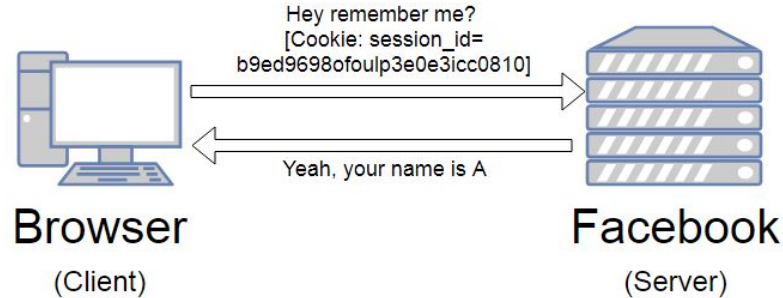 Hey remember me?
[Cookie: session_id=
b9ed9698ofoulp3e0e3icc0810]
Yeah, your name is A
Browser
(Client)
Facebook
(Server)